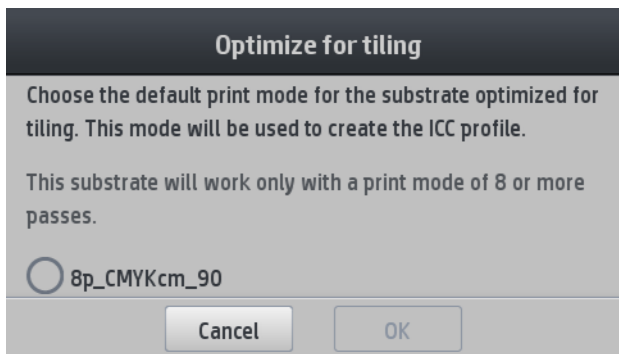 Optimize for tiling
Choose the default print mode for the substrate optimized for
tiling. This mode will be used to create the ICC profile.
This substrate will work only with a print mode of 8 or more
passes.
8p_CMYKcm_90
Cancel
OK